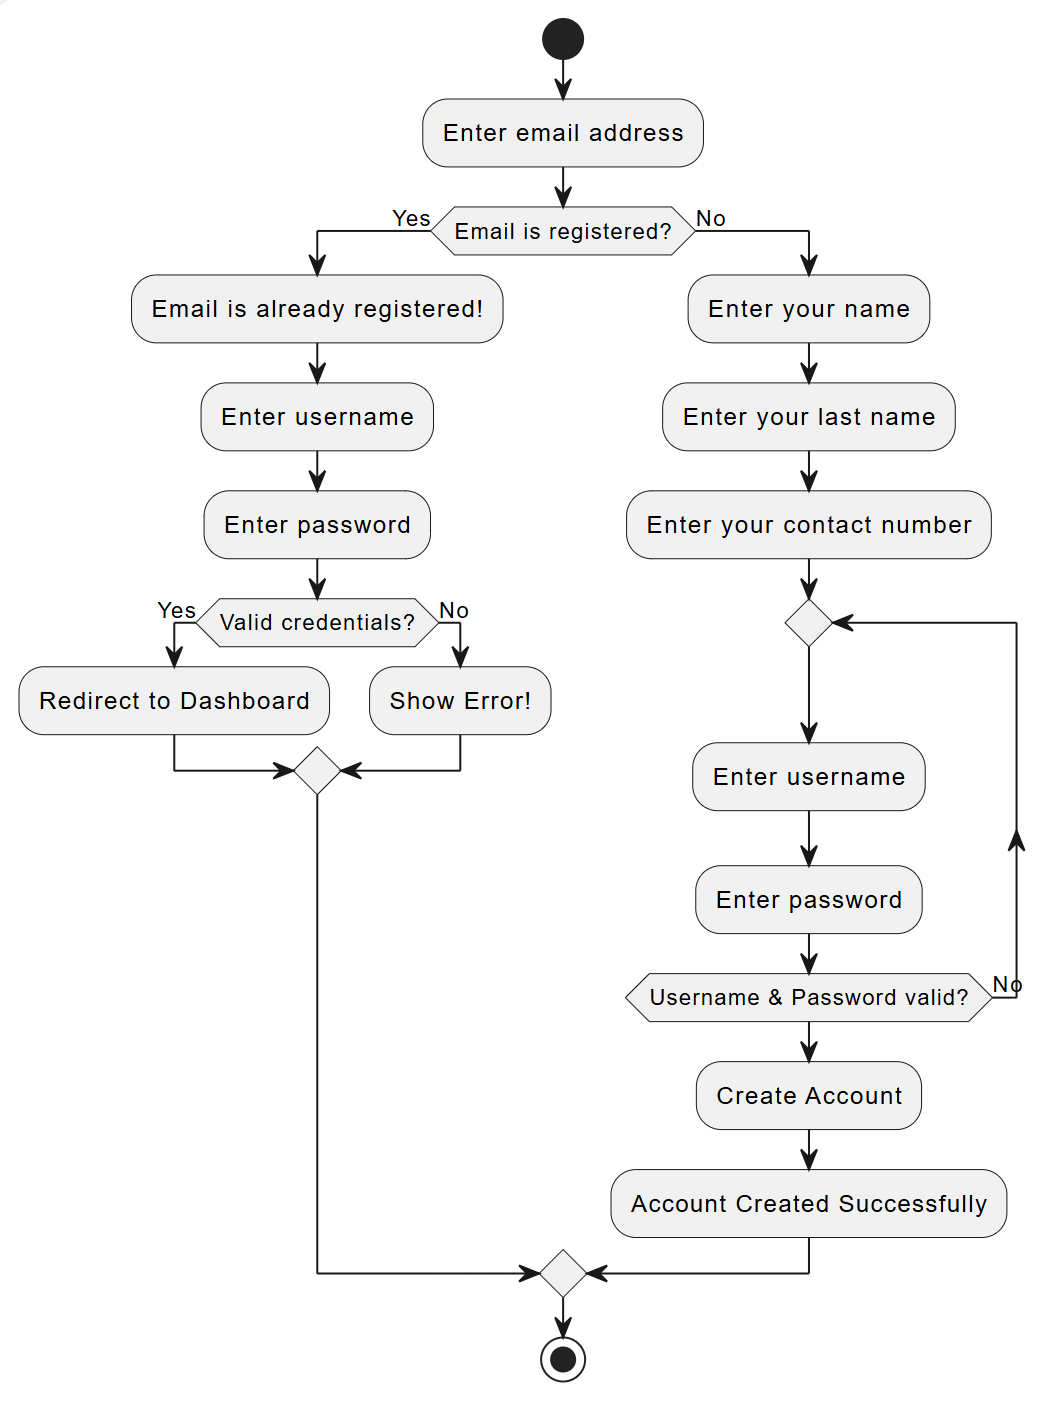 Enter email address
Yes
Email is registered?
No
Email is already registered!
Enter username
Enter password
Yes
Valid credentials?
No
Redirect to Dashboard
Show Error!
Enter your name
Enter your last name
Enter your contact number
Enter username
Enter password
Username & Password valid?
No
Create Account
Account Created Successfully